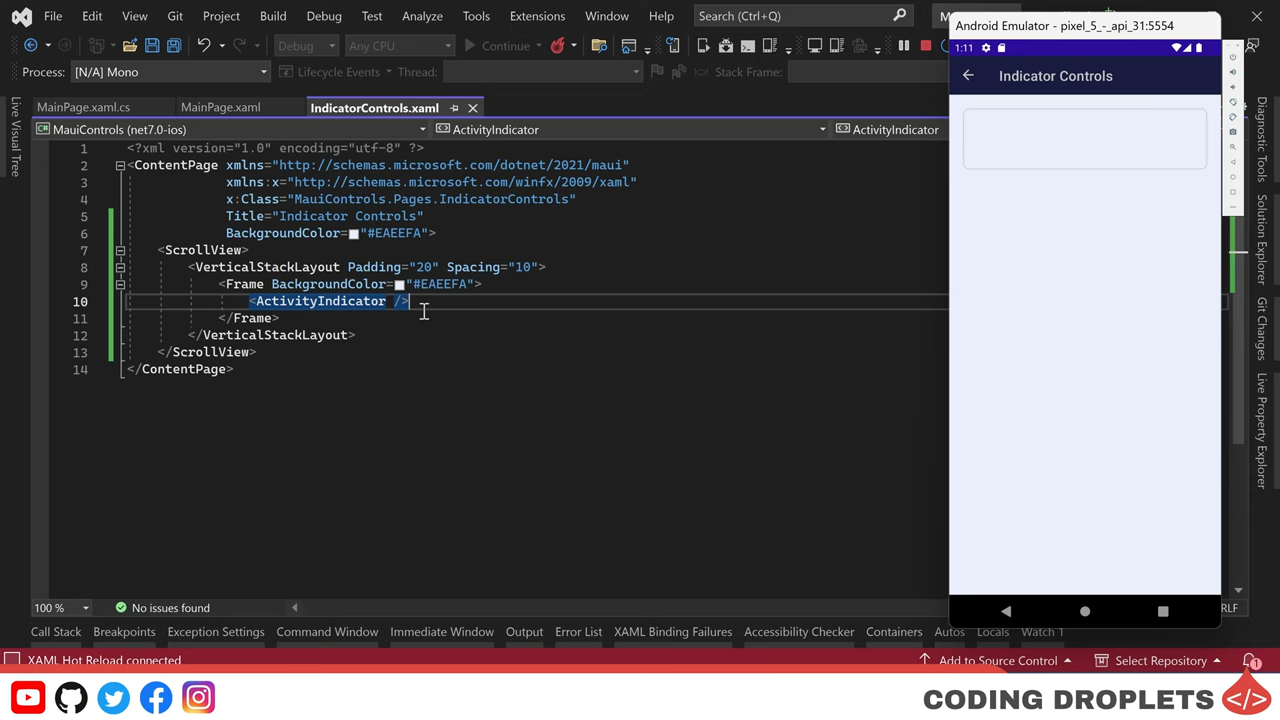 File Edit View Git Project Build Debug Test Analyze Tools Extensions Window Help Search (Ctrl+Q)
Debug Any CPU Continue
Process: [N/A] Mono Lifecycle Events Thread: Stack Frame:
MainPage.xaml.cs MainPage.xaml IndicatorControls.xaml
MauiControls (net7.0-ios) ActivityIndicator ActivityIndicator
Live Visual Tree
1 <?xml version="1.0" encoding="utf-8" ?>
2 <ContentPage xmlns="http://schemas.microsoft.com/dotnet/2021/maui"
3 xmlns:x="http://schemas.microsoft.com/winfx/2009/xaml"
4 x:Class="MauiControls.Pages.IndicatorControls"
5 Title="Indicator Controls"
6 BackgroundColor="#EAEEFA">
7 <ScrollView>
8 <VerticalStackLayout Padding="20" Spacing="10">
9 <Frame BackgroundColor="#EAEEFA">
10 <ActivityIndicator />
11 </Frame>
12 </VerticalStackLayout>
13 </ScrollView>
14 </ContentPage>
Android Emulator - pixel_5_-_api_31:5554
1:11
Indicator Controls
Diagnostic Tools
Solution Explorer
Git Changes
Live Property Explorer
100 % No issues found RLF
Call Stack Breakpoints Exception Settings Command Window Immediate Window Output Error List XAML Binding Failures Accessibility Checker Containers Autos Locals Watch 1
XAML Hot Reload connected Add to Source Control Select Repository 1
CODING DROPLETS